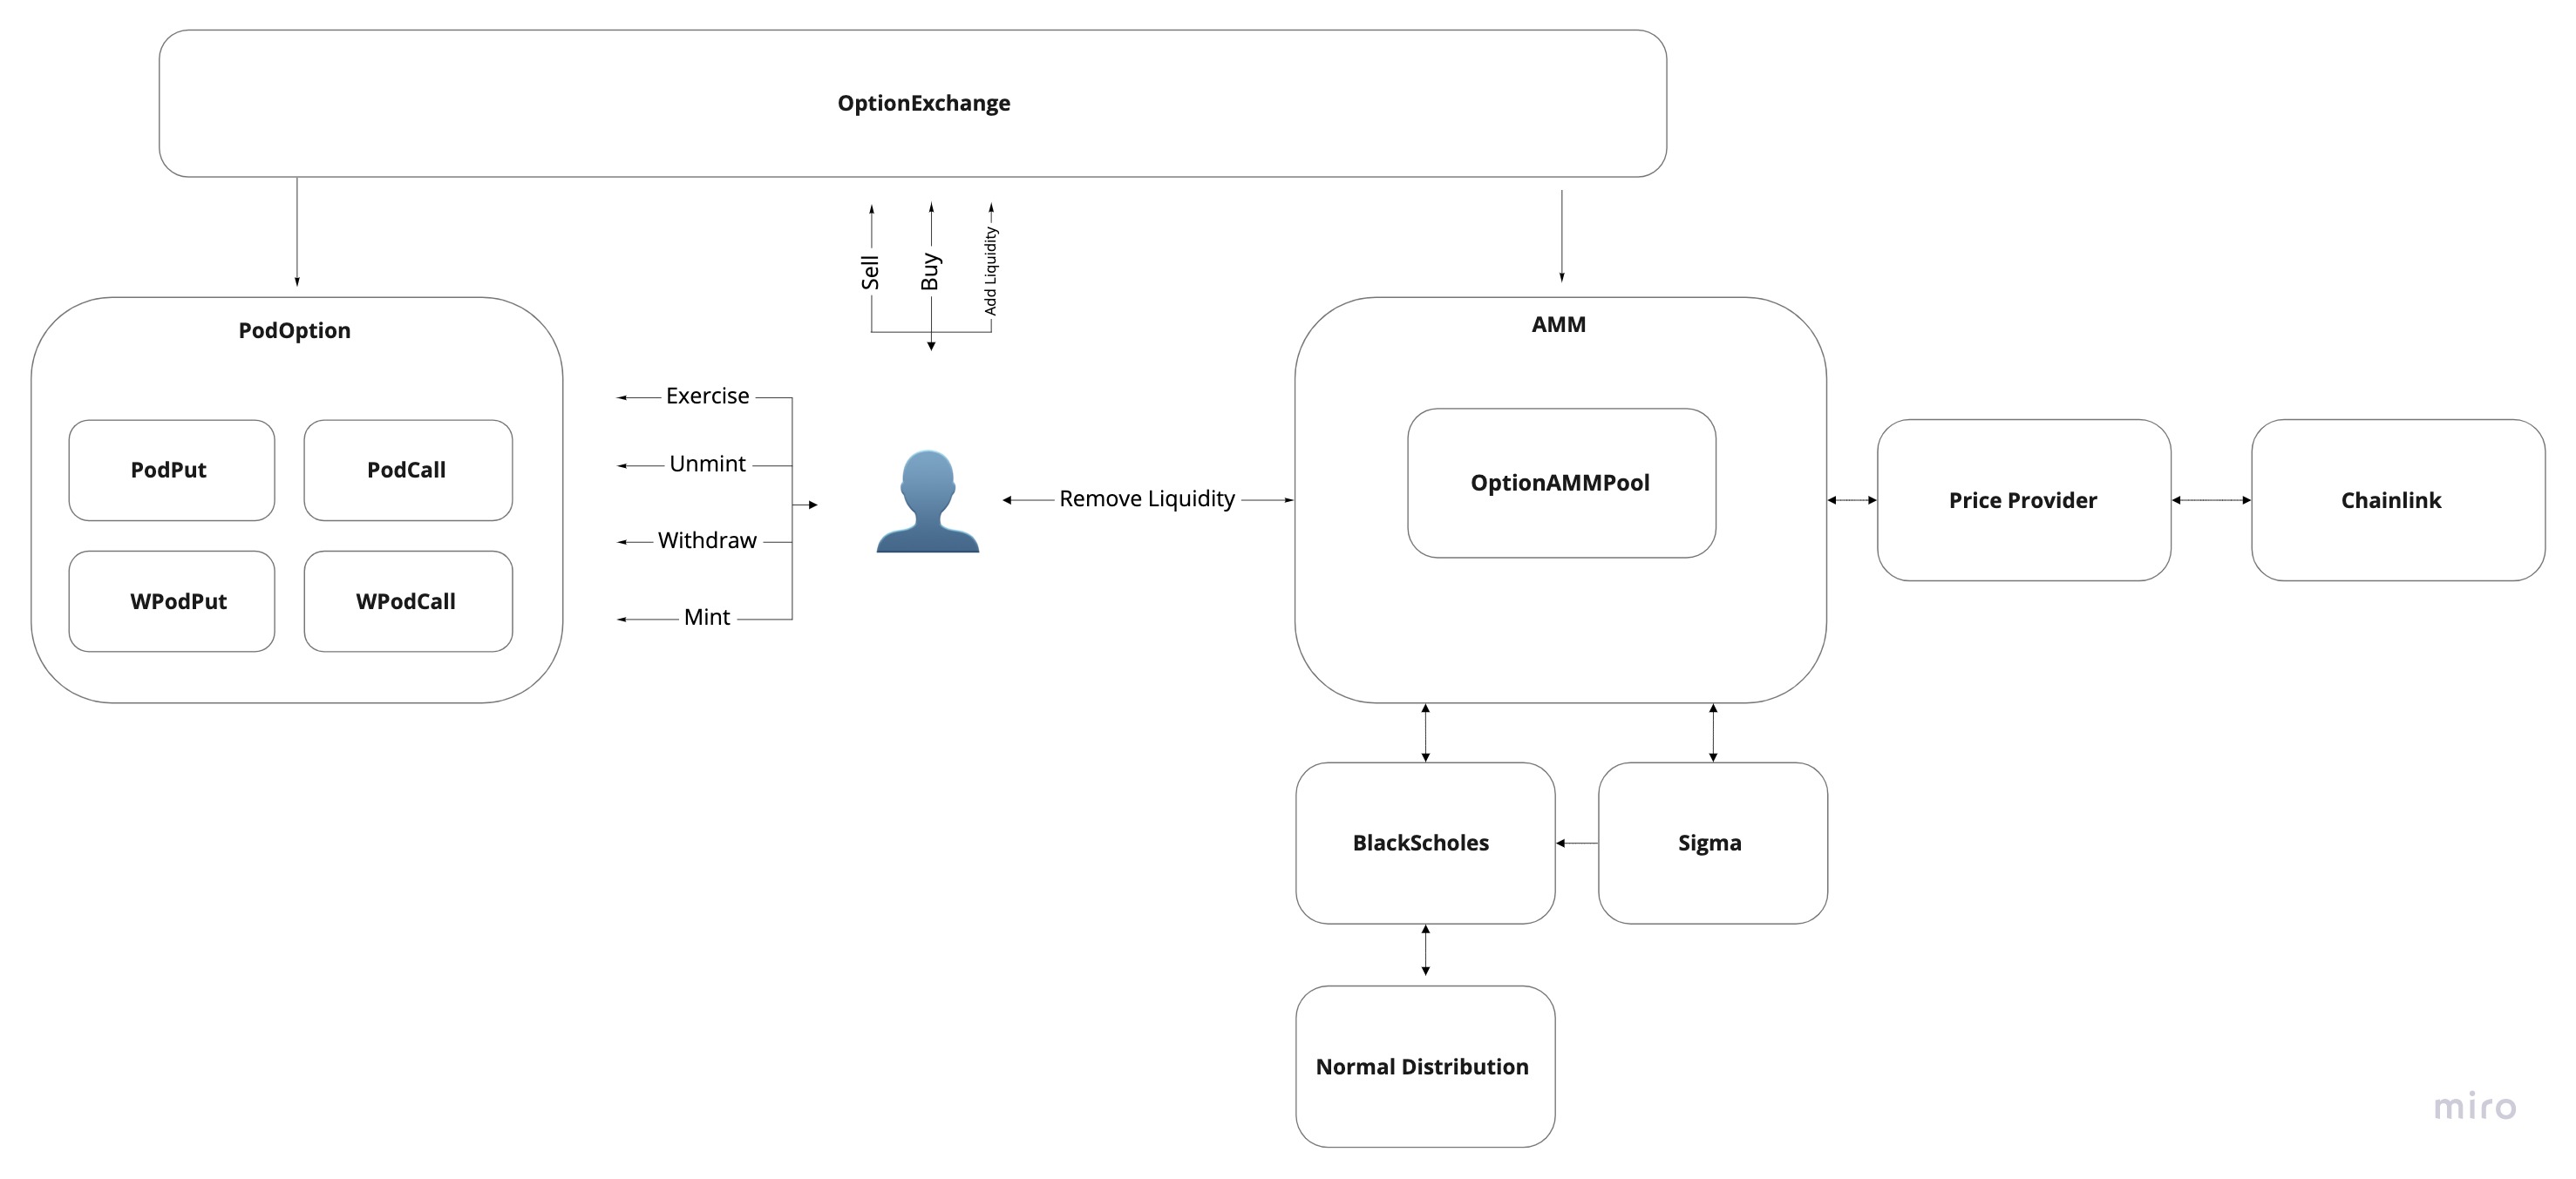 OptionExchange
Sell
Buy
Add Liquidity
PodOption
PodPut
PodCall
WPodPut
WPodCall
Exercise
Unmint
Withdraw
Mint
Remove Liquidity
AMM
OptionAMMPool
Price Provider
Chainlink
BlackScholes
Sigma
Normal Distribution
miro